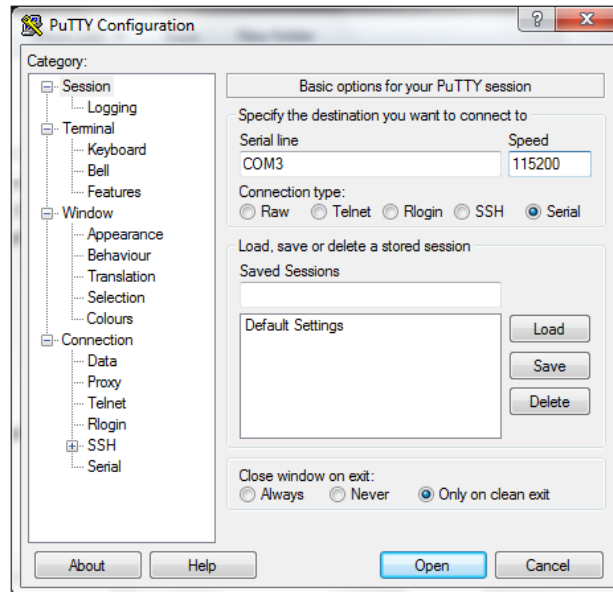 PuTTY Configuration
Category:
Session
Logging
Terminal
Keyboard
Bell
Features
Window
Appearance
Behaviour
Translation
Selection
Colours
Connection
Data
Proxy
Telnet
Rlogin
SSH
Serial
Basic options for your PuTTY session
Specify the destination you want to connect to
Serial line Speed
COM3 115200
Connection type:
Raw Telnet Rlogin SSH Serial
Load, save or delete a stored session
Saved Sessions
Default Settings
Load
Save
Delete
Close window on exit:
Always Never Only on clean exit
About Help Open Cancel